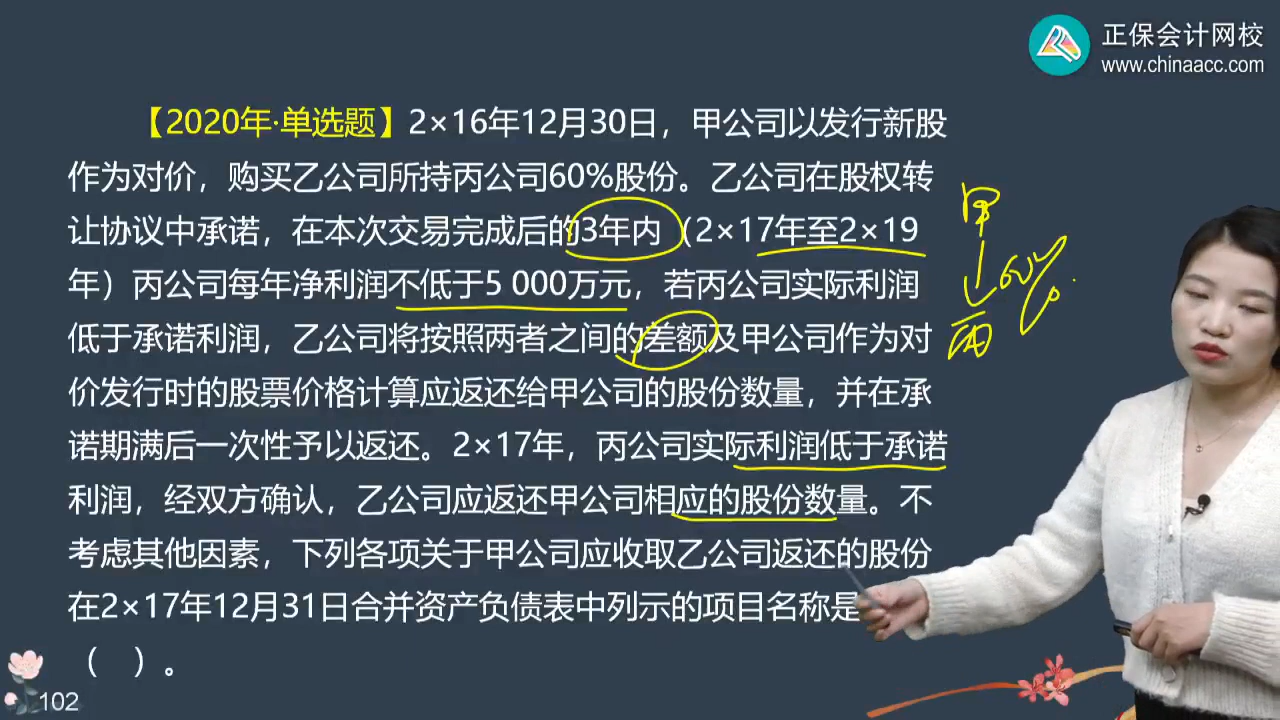 正保会计网校
www.chinaacc.com
【2020年·单选题】2×16年12月30日，甲公司以发行新股
作为对价，购买乙公司所持丙公司60%股份。乙公司在股权转
让协议中承诺，在本次交易完成后的3年内（2×17年至2×19
年）丙公司每年净利润不低于5 000万元，若丙公司实际利润
低于承诺利润，乙公司将按照两者之间的差额及甲公司作为对
价发行时的股票价格计算应返还给甲公司的股份数量，并在承
诺期满后一次性予以返还。2×17年，丙公司实际利润低于承诺
利润，经双方确认，乙公司应返还甲公司相应的股份数量。不
考虑其他因素，下列各项关于甲公司应收取乙公司返还的股份
在2×17年12月31日合并资产负债表中列示的项目名称是
（ ）。
甲
60%
丙
102